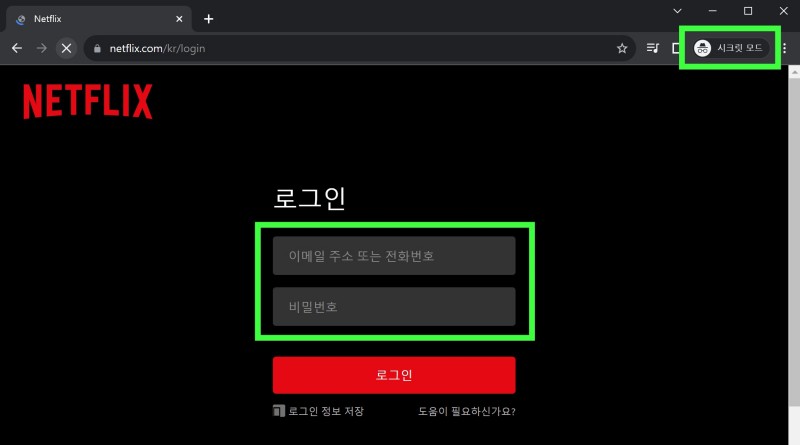 Netflix
netflix.com/kr/login
시크릿 모드
NETFLIX
로그인
이메일 주소 또는 전화번호
비밀번호
로그인
로그인 정보 저장
도움이 필요하신가요?